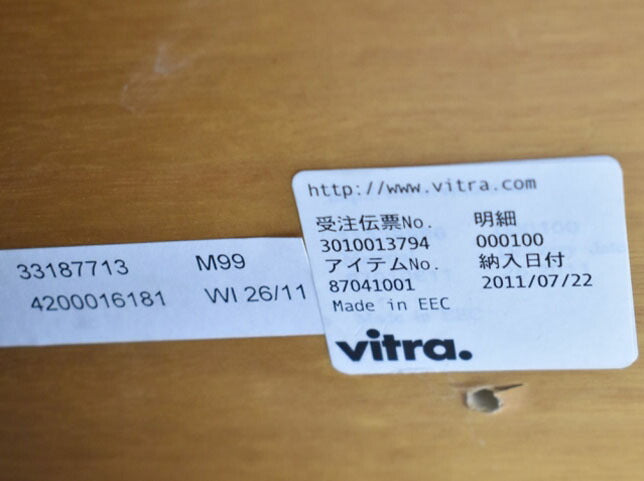 http://www.vitra.com
受注伝票No. 明細
3010013794 000100
アイテムNo. 納入日付
87041001 2011/07/22
Made in EEC
vitra.
33187713 M99
4200016181 WI 26/11